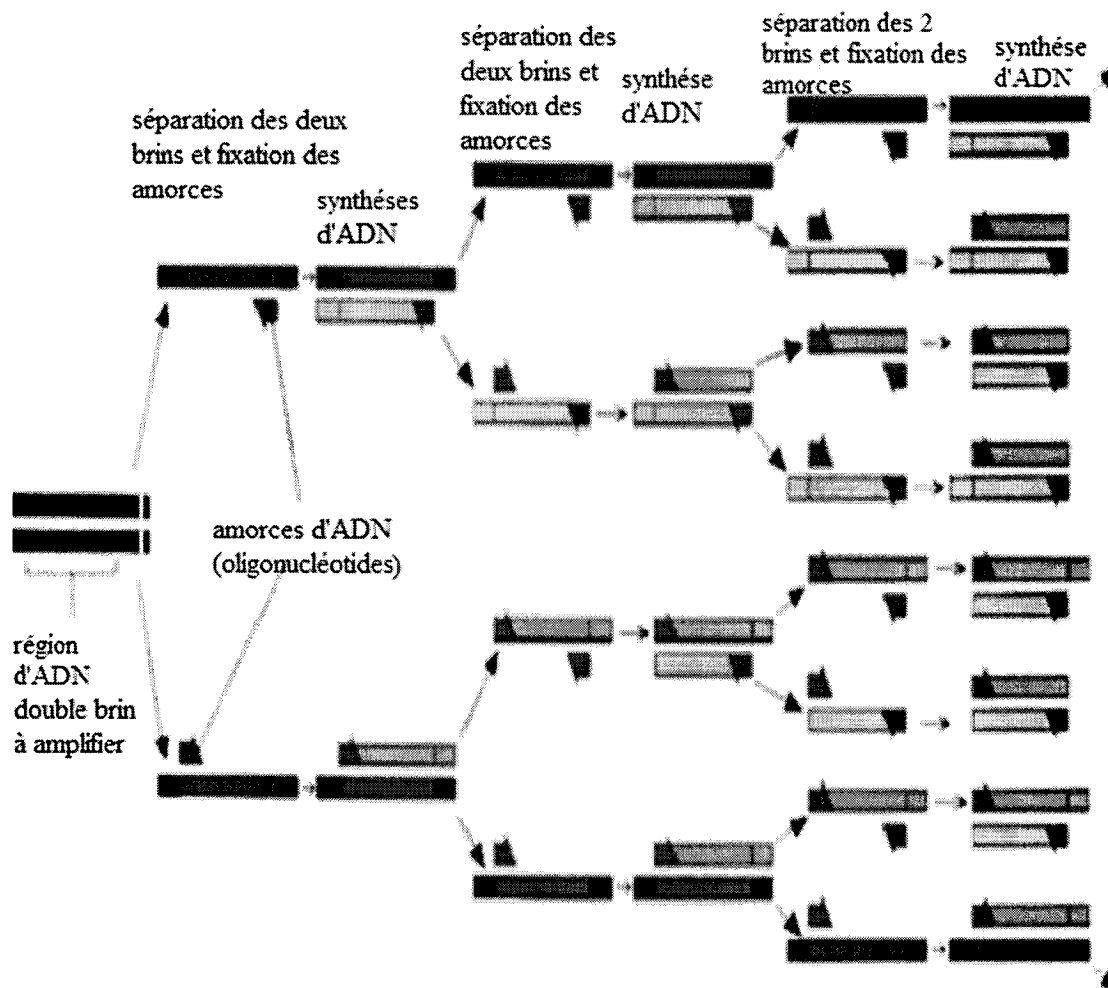 séparation des deux
brins et fixation des
amorces
synthéses
d'ADN
séparation des
deux brins et
fixation des
amorces
synthése
d'ADN
séparation des 2
brins et fixation des
amorces
synthése
d'ADN
amorces d'ADN
(oligonucléotides)
région
d'ADN
double brin
à amplifier